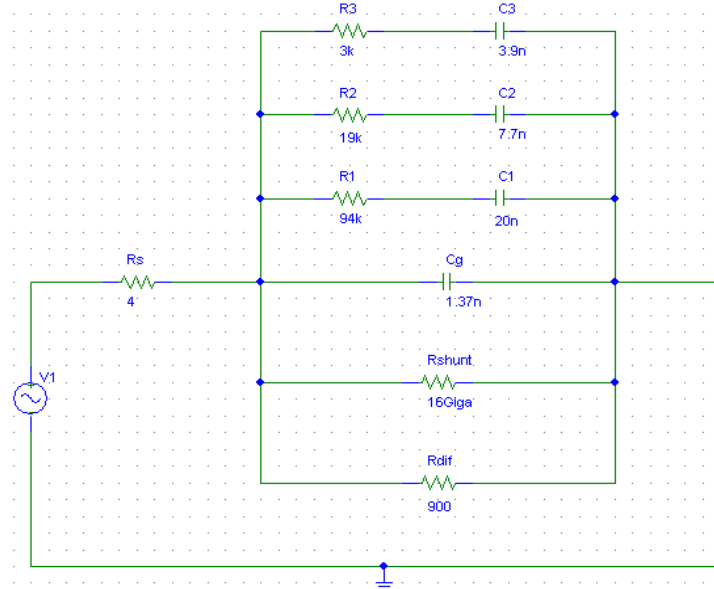 R3
C3
3k
3.9n
R2
C2
19k
7.7n
R1
C1
94k
20n
Rs
Cg
4
1.37n
V1
Rshunt
16Giga
Rdif
900